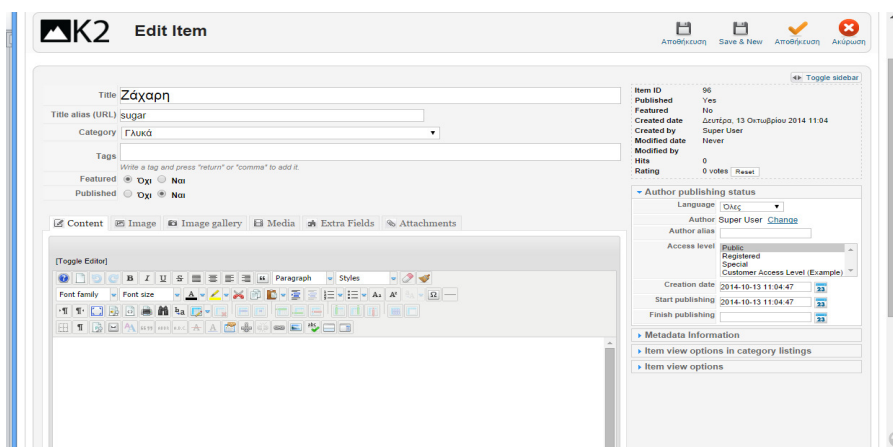 K2 Edit Item
Αποθήκευση Save & New Αποθήκευση Ακύρωση
Toggle sidebar
Title Ζάχαρη
Title alias (URL) sugar
Category Γλυκά
Tags
Write a tag and press "return" or "comma" to add it.
Featured Όχι Ναι
Published Όχι Ναι
Content Image Image gallery Media Extra Fields Attachments
[Toggle Editor]
B I U S Paragraph Styles
Font family Font size
Item ID 96
Published Yes
Featured No
Created date Δευτέρα, 13 Οκτωβρίου 2014 11:04
Created by Super User
Modified date Never
Modified by
Hits 0
Rating 0 votes Reset
Author publishing status
Language Όλες
Author Super User Change
Author alias
Access level Public
Registered
Special
Customer Access Level (Example)
Creation date 2014-10-13 11:04:47 23
Start publishing 2014-10-13 11:04:47 23
Finish publishing 23
Metadata Information
Item view options in category listings
Item view options